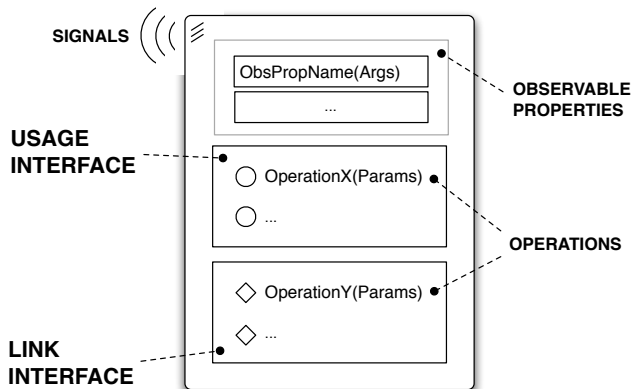 SIGNALS
ObsPropName(Args)
...
OBSERVABLE
PROPERTIES
USAGE
INTERFACE
OperationX(Params)
...
OPERATIONS
OperationY(Params)
...
LINK
INTERFACE